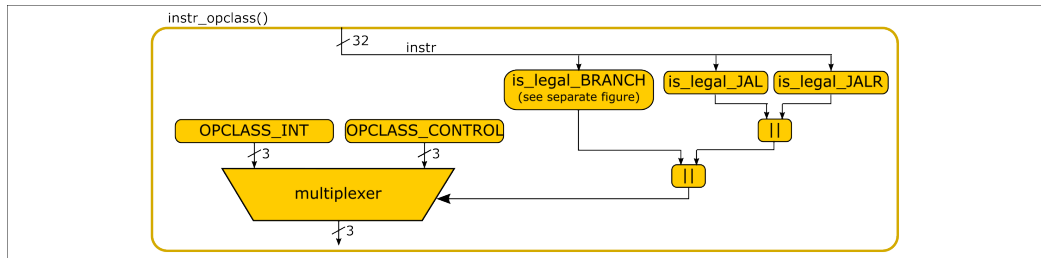 instr_opclass()
32
instr
is_legal_BRANCH
(see separate figure)
is_legal_JAL
is_legal_JALR
OPCLASS_INT
OPCLASS_CONTROL
||
3
3
||
multiplexer
3